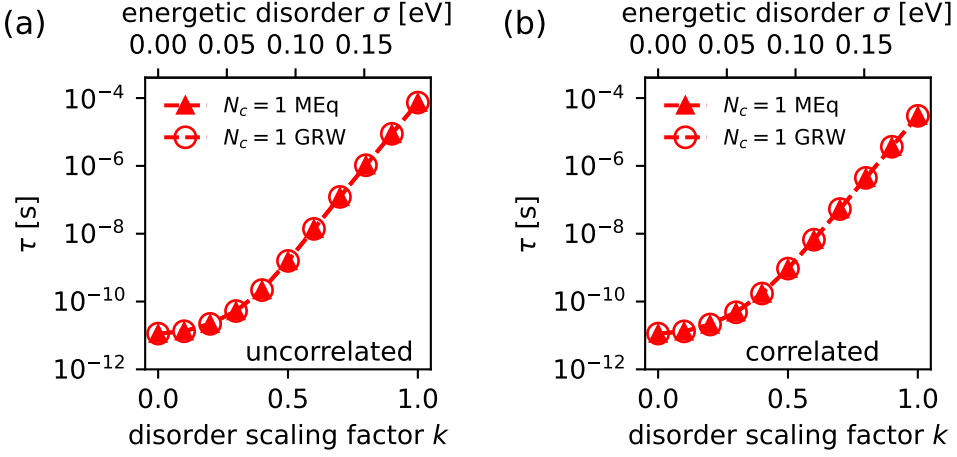 (a)
energetic disorder σ [eV]
0.00 0.05 0.10 0.15
10⁻⁴
10⁻⁶
10⁻⁸
10⁻¹⁰
10⁻¹²
τ [s]
N_c = 1 MEq
N_c = 1 GRW
uncorrelated
0.0 0.5 1.0
disorder scaling factor k
(b)
energetic disorder σ [eV]
0.00 0.05 0.10 0.15
10⁻⁴
10⁻⁶
10⁻⁸
10⁻¹⁰
10⁻¹²
τ [s]
N_c = 1 MEq
N_c = 1 GRW
correlated
0.0 0.5 1.0
disorder scaling factor k